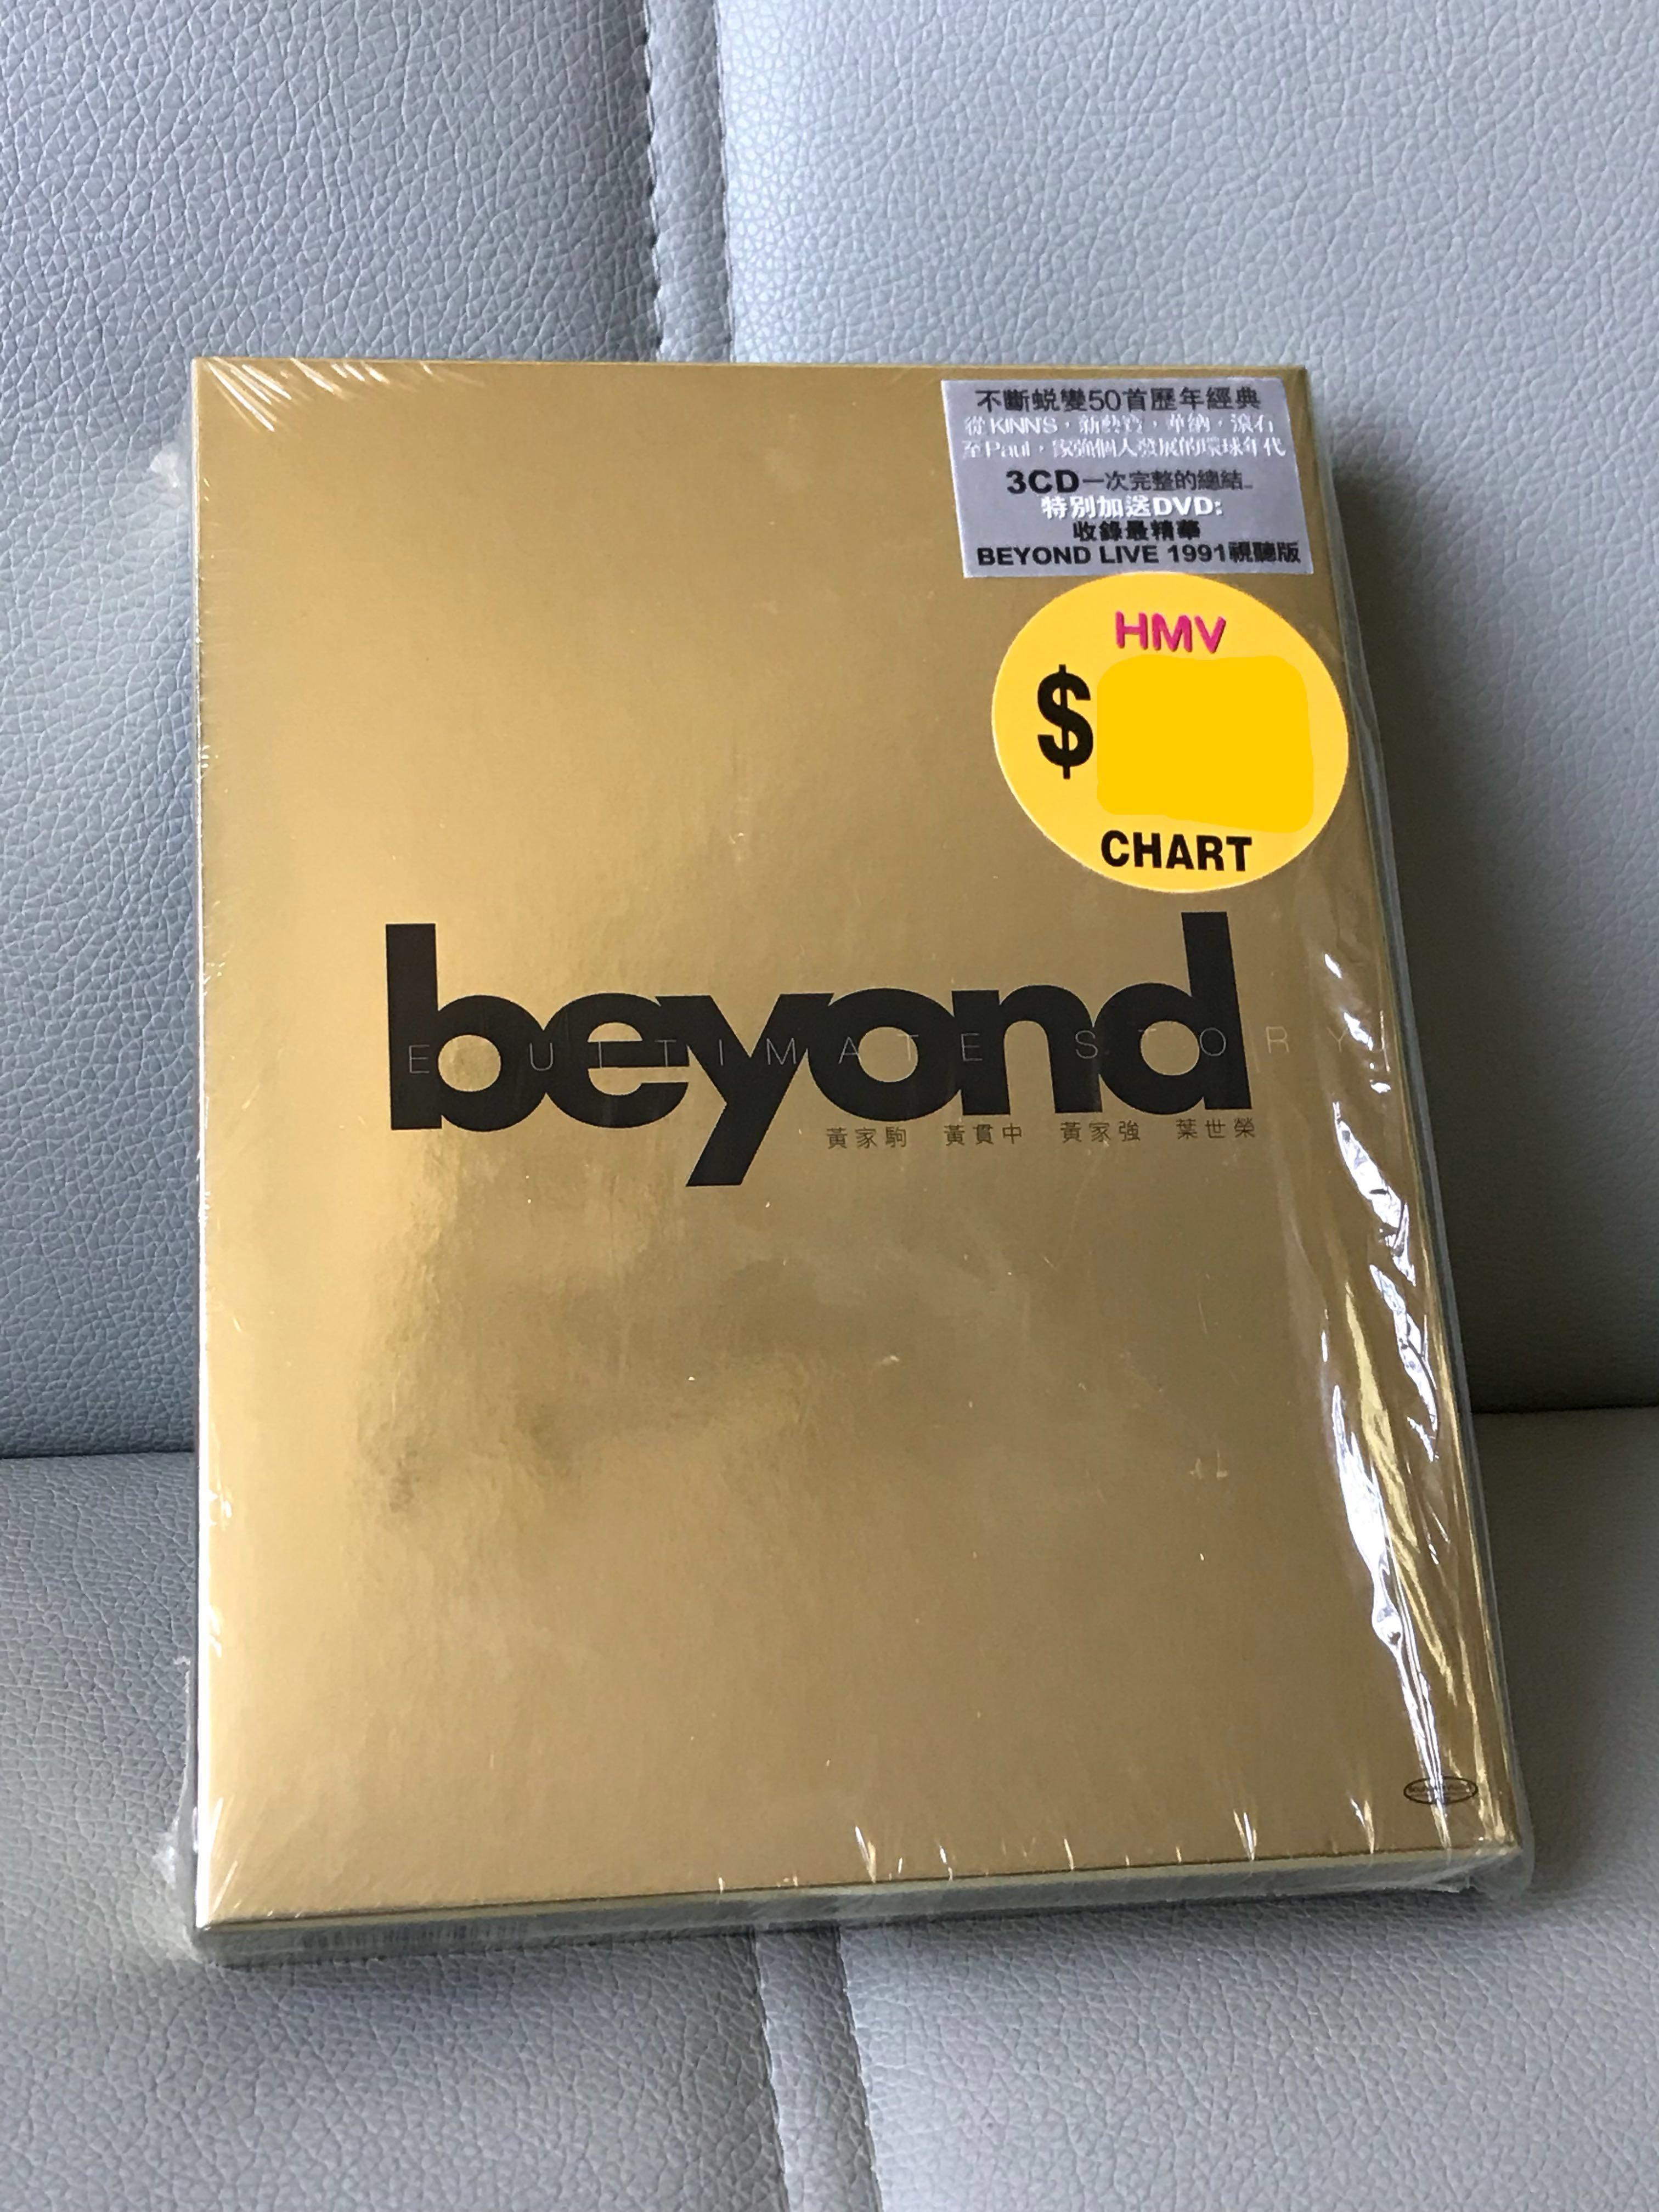 不斷蜕變50首歷年經典
從KINN'S，新藝寶，華納，滾石
至Paul，家強個人發展的環球年代
3CD一次完整的總結
特別加送DVD:
收錄最精華
BEYOND LIVE 1991視聽版
HMV
$
CHART
beyond
E ULTIMATE STORY
黃家駒 黃貫中 黃家強 葉世榮